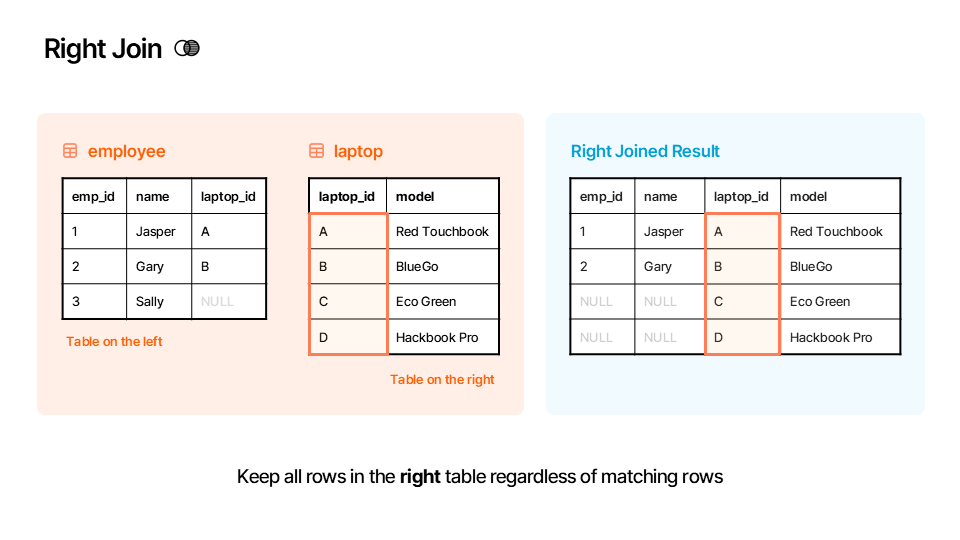 Right Join
employee
emp_id name laptop_id
1 Jasper A
2 Gary B
3 Sally NULL
Table on the left
laptop
laptop_id model
A Red Touchbook
B BlueGo
C Eco Green
D Hackbook Pro
Table on the right
Right Joined Result
emp_id name laptop_id model
1 Jasper A Red Touchbook
2 Gary B BlueGo
NULL NULL C Eco Green
NULL NULL D Hackbook Pro
Keep all rows in the right table regardless of matching rows